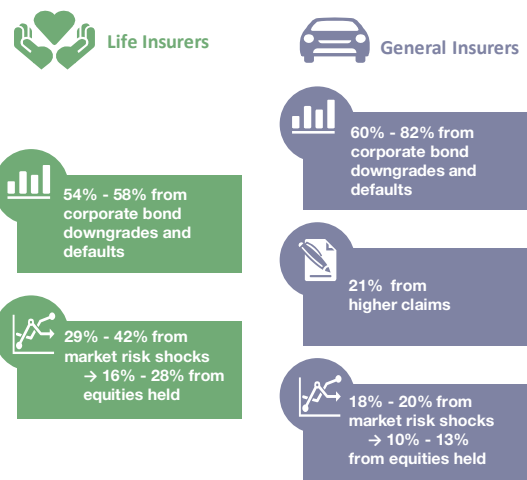 Life Insurers
54% - 58% from
corporate bond
downgrades and
defaults
29% - 42% from
market risk shocks
→ 16% - 28% from
equities held
General Insurers
60% - 82% from
corporate bond
downgrades and
defaults
21% from
higher claims
18% - 20% from
market risk shocks
→ 10% - 13%
from equities held